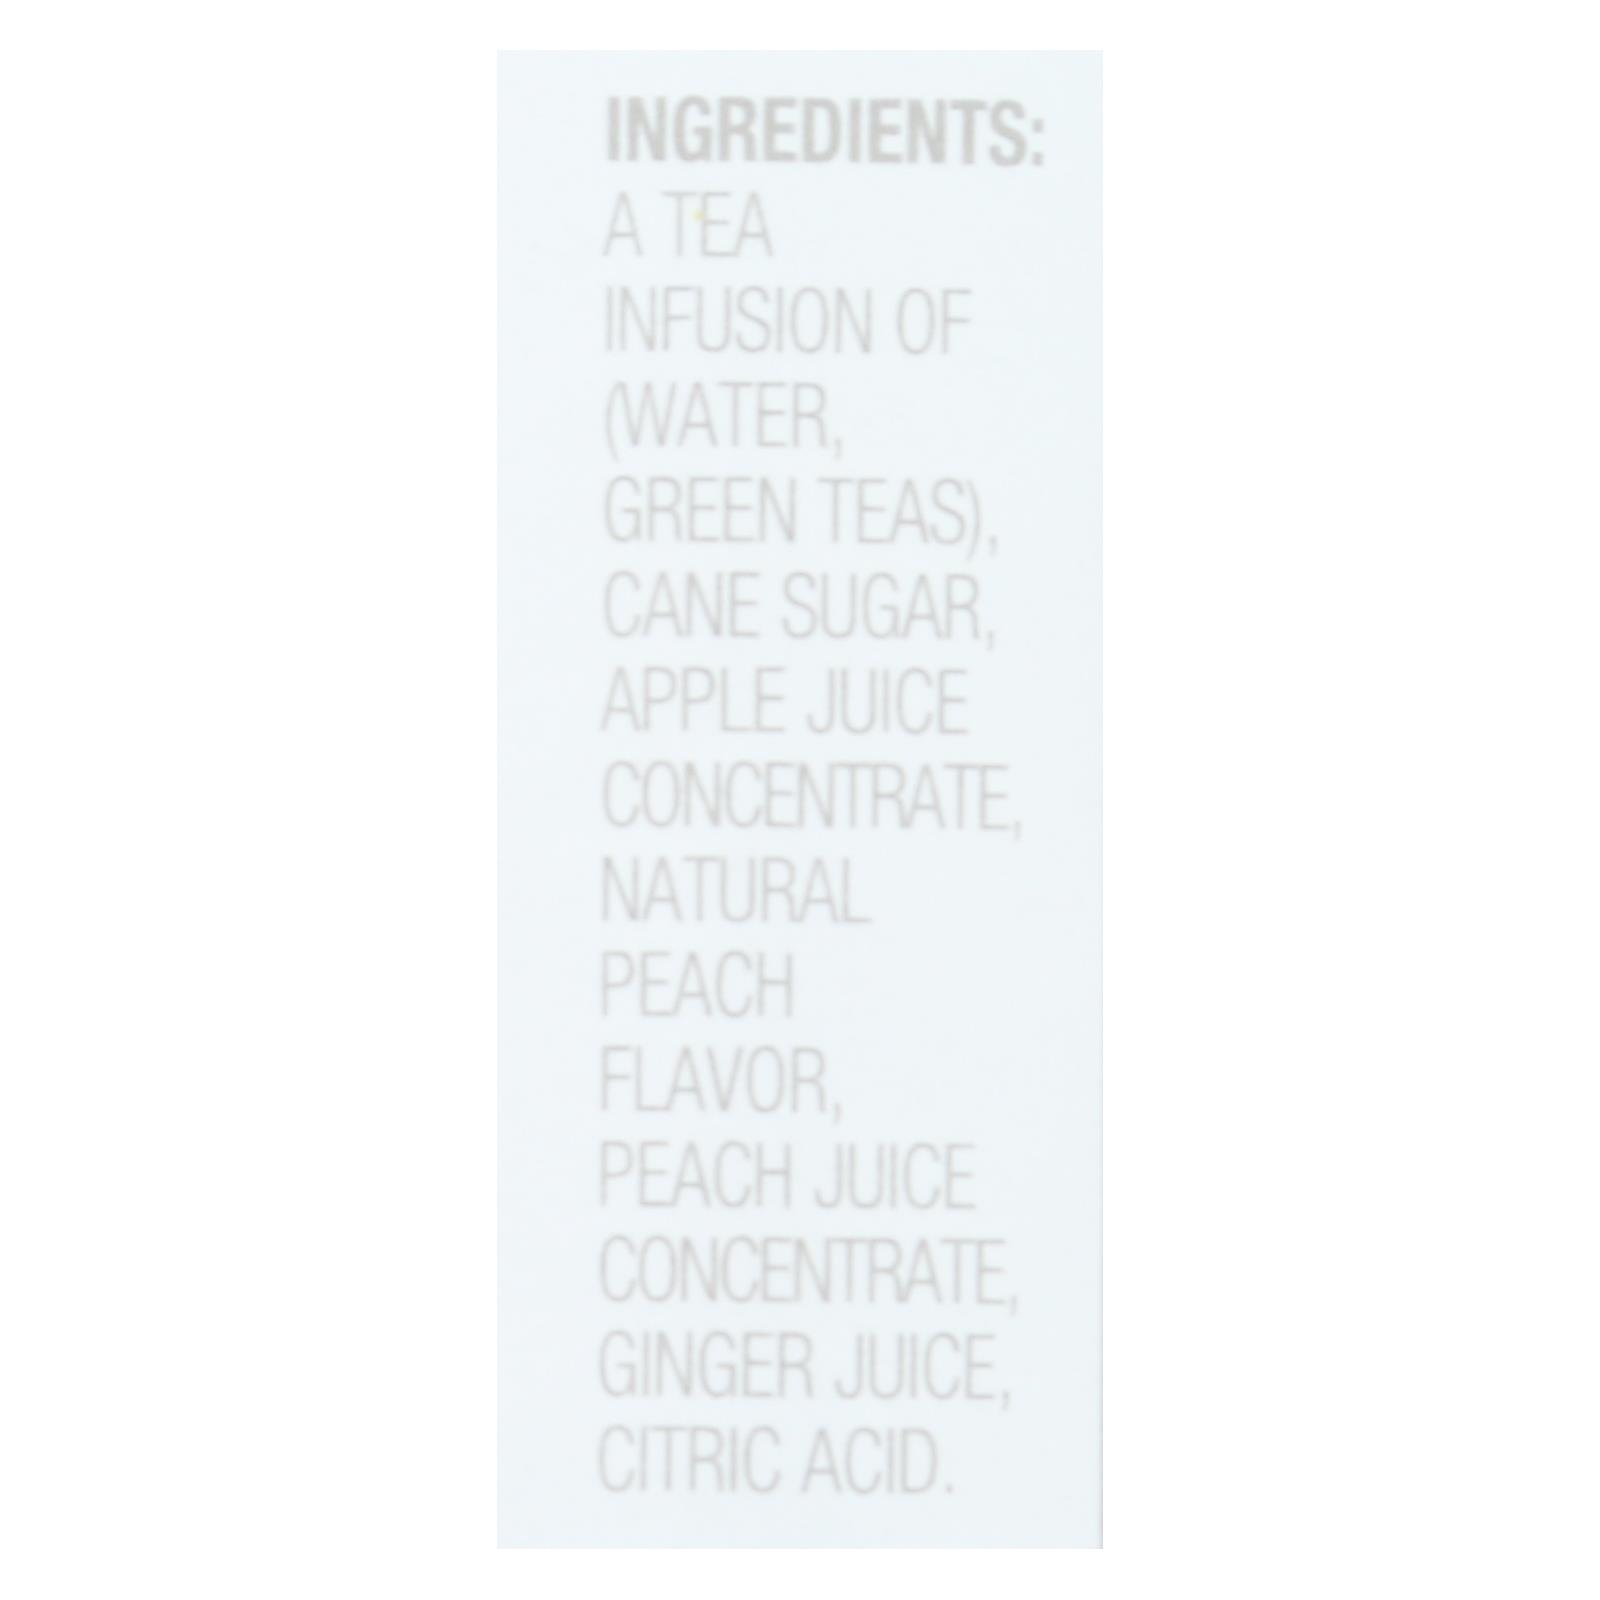 INGREDIENTS:
A TEA
INFUSION OF
(WATER,
GREEN TEAS),
CANE SUGAR,
APPLE JUICE
CONCENTRATE,
NATURAL
PEACH
FLAVOR,
PEACH JUICE
CONCENTRATE,
GINGER JUICE,
CITRIC ACID.